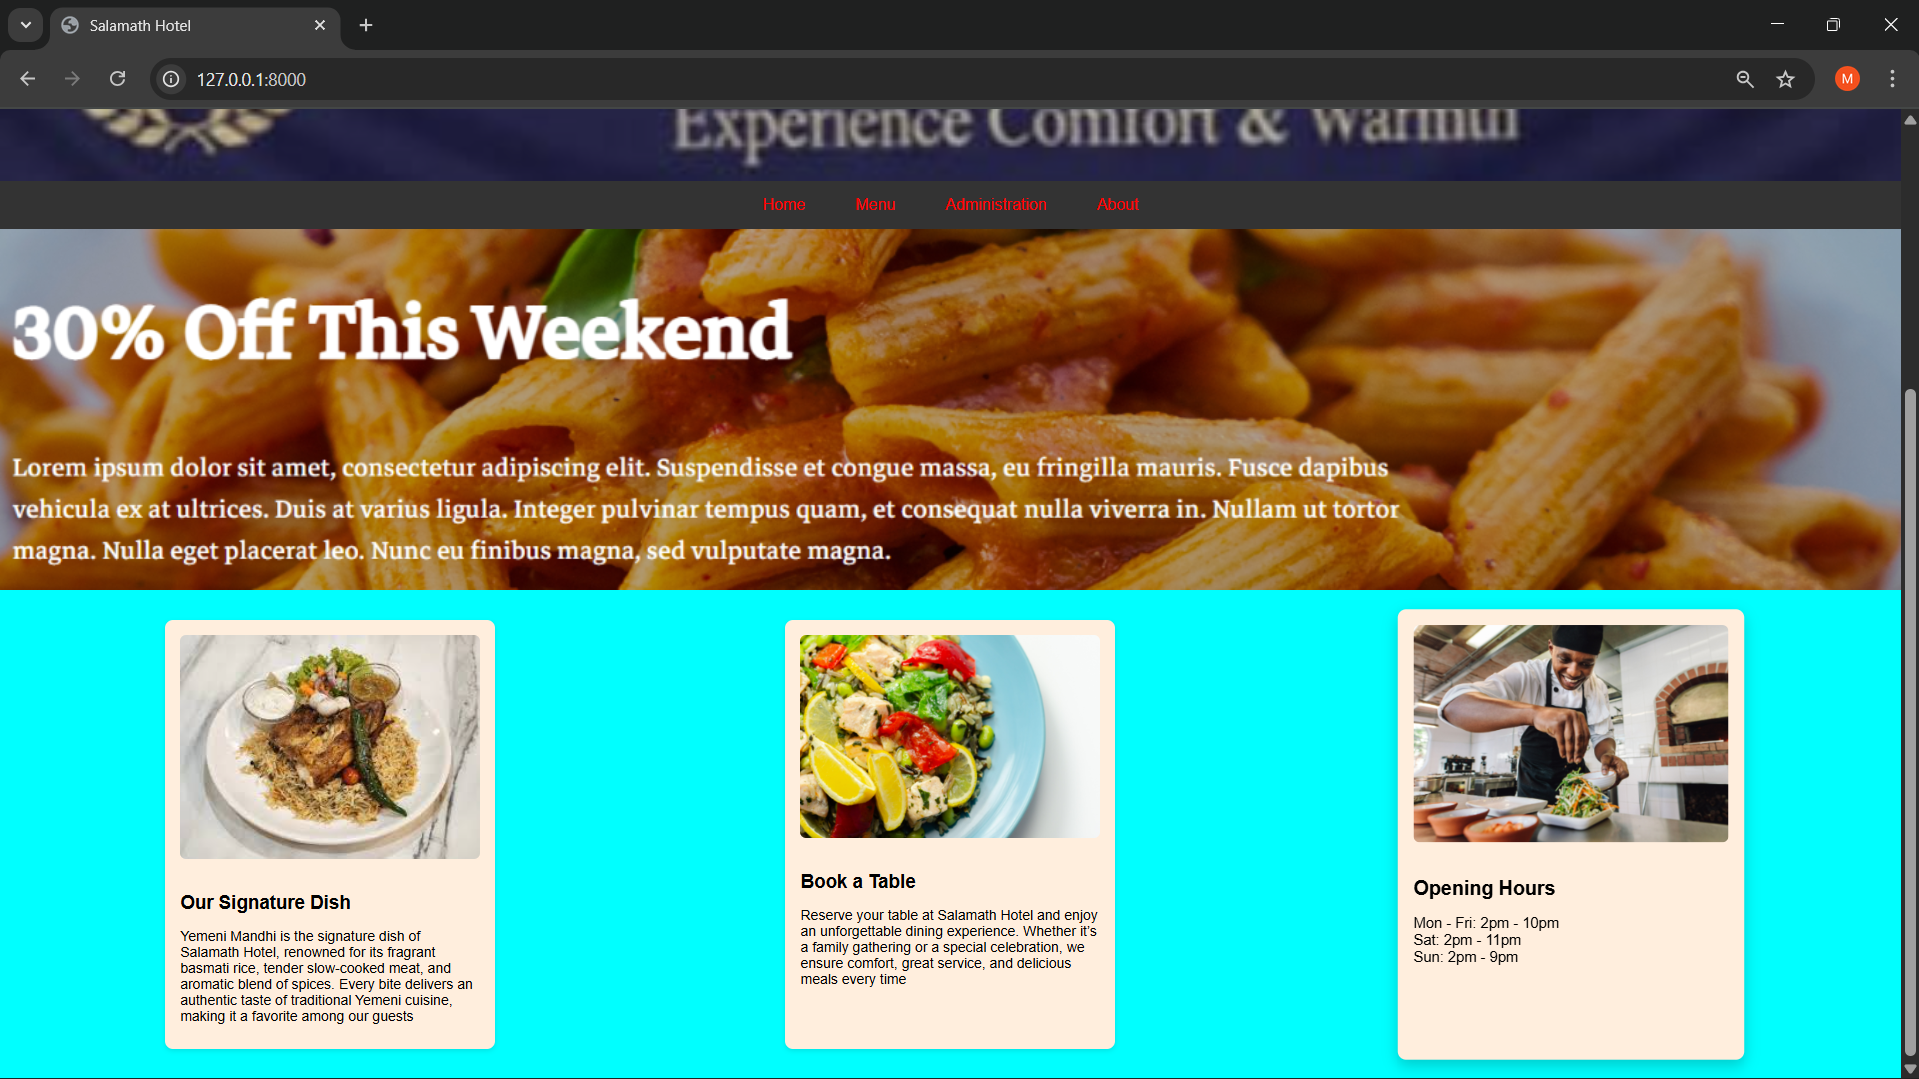 Salamath Hotel
127.0.0.1:8000
M
Experience Comfort & Warmth
Home Menu Administration About
30% Off This Weekend
Lorem ipsum dolor sit amet, consectetur adipiscing elit. Suspendisse et congue massa, eu fringilla mauris. Fusce dapibus
vehicula ex at ultrices. Duis at varius ligula. Integer pulvinar tempus quam, et consequat nulla viverra in. Nullam ut tortor
magna. Nulla eget placerat leo. Nunc eu finibus magna, sed vulputate magna.
Our Signature Dish
Yemeni Mandhi is the signature dish of
Salamath Hotel, renowned for its fragrant
basmati rice, tender slow-cooked meat, and
aromatic blend of spices. Every bite delivers an
authentic taste of traditional Yemeni cuisine,
making it a favorite among our guests
Book a Table
Reserve your table at Salamath Hotel and enjoy
an unforgettable dining experience. Whether it's
a family gathering or a special celebration, we
ensure comfort, great service, and delicious
meals every time
Opening Hours
Mon - Fri: 2pm - 10pm
Sat: 2pm - 11pm
Sun: 2pm - 9pm